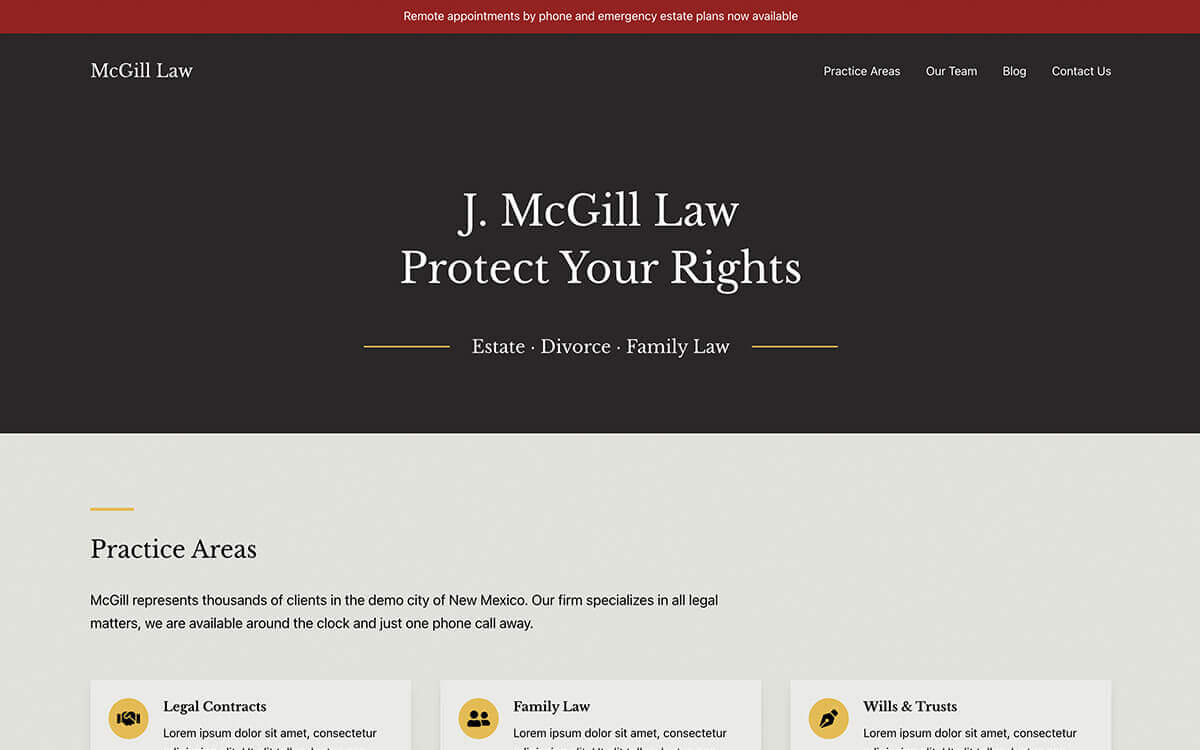 Remote appointments by phone and emergency estate plans now available
McGill Law
Practice Areas
Our Team
Blog
Contact Us
J. McGill Law
Protect Your Rights
Estate · Divorce · Family Law
Practice Areas
McGill represents thousands of clients in the demo city of New Mexico. Our firm specializes in all legal
matters, we are available around the clock and just one phone call away.
Legal Contracts
Lorem ipsum dolor sit amet, consectetur
Family Law
Lorem ipsum dolor sit amet, consectetur
Wills & Trusts
Lorem ipsum dolor sit amet, consectetur